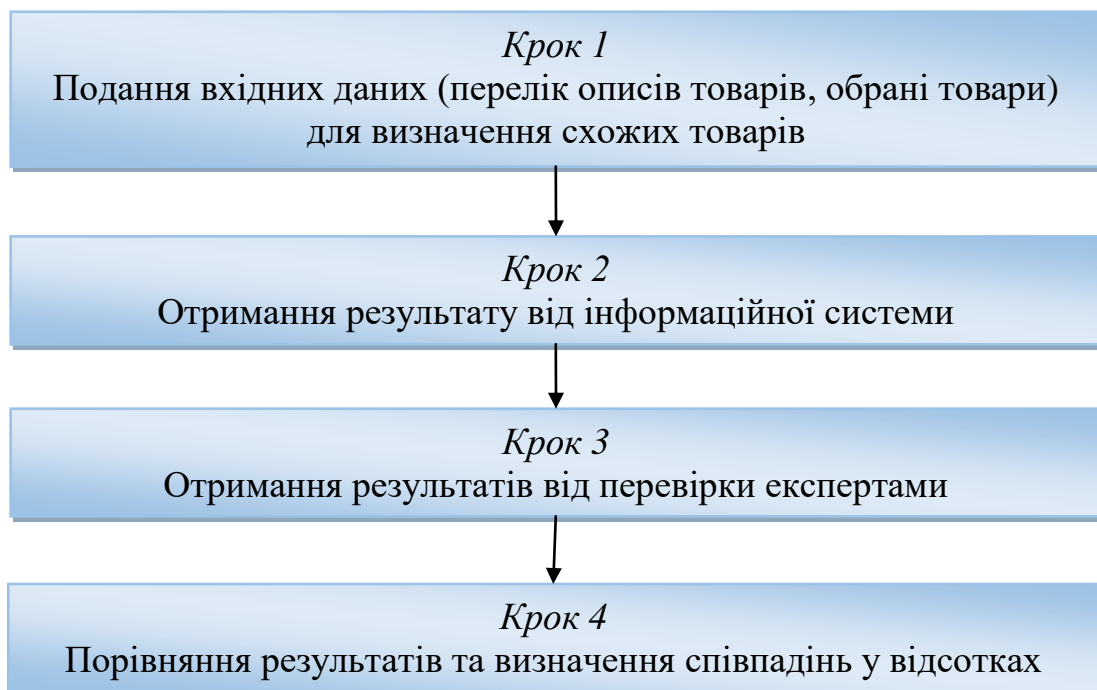 Крок 1
Подання вхідних даних (перелік описів товарів, обрані товари)
для визначення схожих товарів
Крок 2
Отримання результату від інформаційної системи
Крок 3
Отримання результатів від перевірки експертами
Крок 4
Порівняння результатів та визначення співпадінь у відсотках